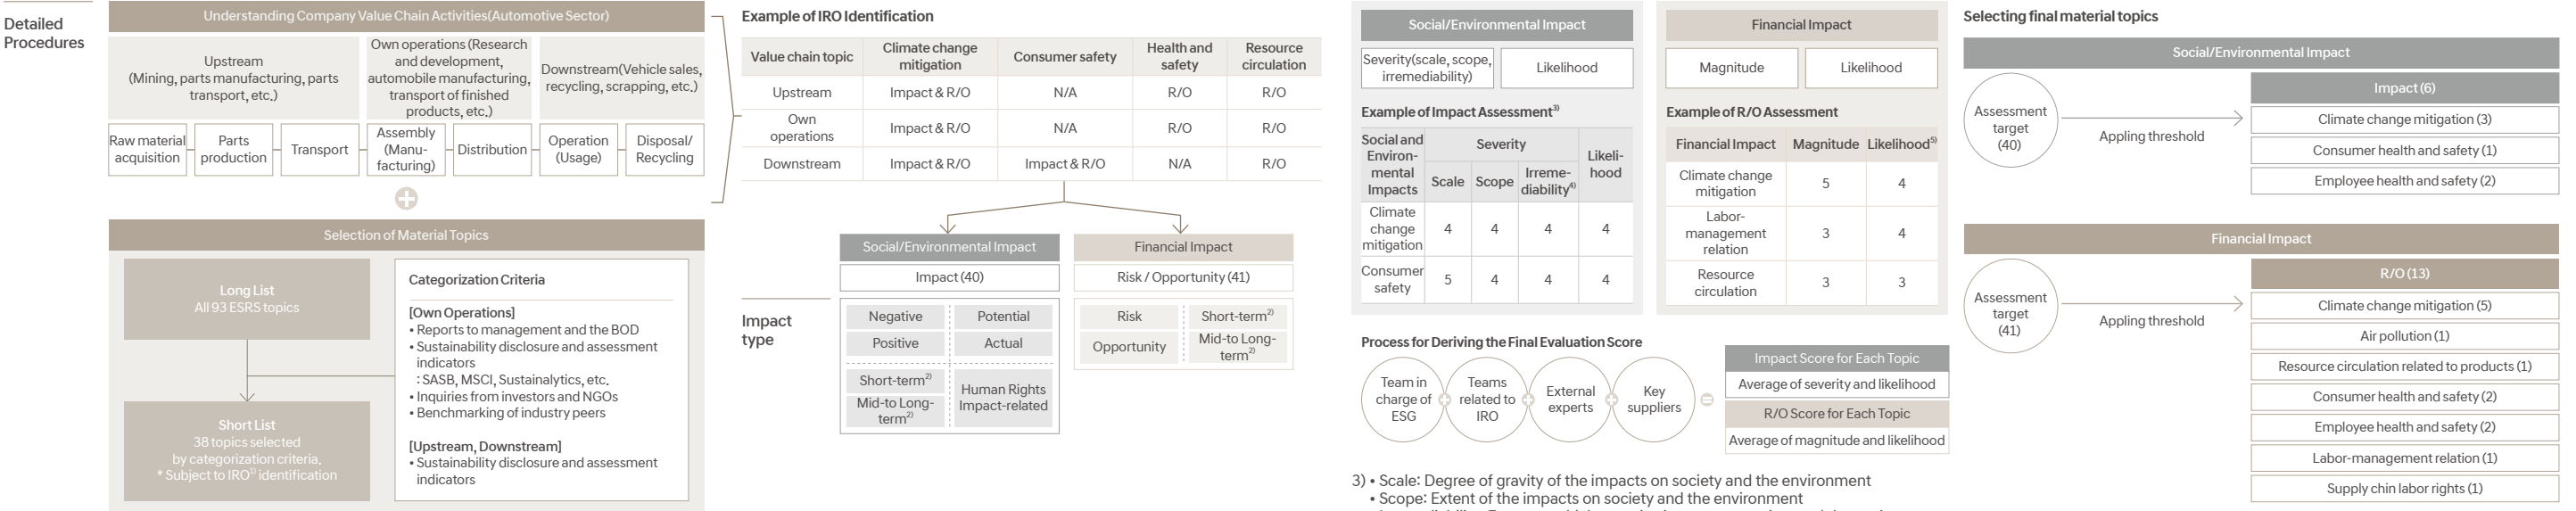 Detailed
Procedures
Understanding Company Value Chain Activities(Automotive Sector)
Upstream
(Mining, parts manufacturing, parts
transport, etc.)
Own operations (Research
and development,
automobile manufacturing,
transport of finished
products, etc.)
Downstream(Vehicle sales,
recycling, scrapping, etc.)
Raw material
acquisition
Parts
production
Transport
Assembly
(Manu-
facturing)
Distribution
Operation
(Usage)
Disposal/
Recycling
Selection of Material Topics
Long List
All 93 ESRS topics
Short List
38 topics selected
by categorization criteria.
* Subject to IRO1) identification
Categorization Criteria
[Own Operations]
• Reports to management and the BOD
• Sustainability disclosure and assessment
indicators
: SASB, MSCI, Sustainalytics, etc.
• Inquiries from investors and NGOs
• Benchmarking of industry peers
[Upstream, Downstream]
• Sustainability disclosure and assessment
indicators
Example of IRO Identification
Value chain topic
Climate change
mitigation
Consumer safety
Health and
safety
Resource
circulation
Upstream Impact & R/O N/A R/O R/O
Own
operations
Impact & R/O N/A R/O R/O
Downstream Impact & R/O Impact & R/O N/A R/O
Social/Environmental Impact
Impact (40)
Financial Impact
Risk / Opportunity (41)
Impact
type
Negative
Positive
Potential
Actual
Short-term2)
Mid-to Long-
term2)
Human Rights
Impact-related
Risk
Opportunity
Short-term2)
Mid-to Long-
term2)
Social/Environmental Impact
Severity(scale, scope,
irremediability)
Likelihood
Example of Impact Assessment3)
Social and
Environ-
mental
Impacts
Severity
Scale
Scope
Irreme-
diability4)
Likeli-
hood
Climate
change
mitigation
4 4 4 4
Consumer
safety
5 4 4 4
Financial Impact
Magnitude
Likelihood
Example of R/O Assessment
Financial Impact Magnitude Likelihood5)
Climate change
mitigation
5 4
Labor-
management
relation
3 4
Resource
circulation
3 3
Process for Deriving the Final Evaluation Score
Team in
charge of
ESG
+
Teams
related to
IRO
+
External
experts
+
Key
suppliers
=
Impact Score for Each Topic
Average of severity and likelihood
R/O Score for Each Topic
Average of magnitude and likelihood
3) • Scale: Degree of gravity of the impacts on society and the environment
• Scope: Extent of the impacts on society and the environment
Selecting final material topics
Social/Environmental Impact
Assessment
target
(40)
Appling threshold
Impact (6)
Climate change mitigation (3)
Consumer health and safety (1)
Employee health and safety (2)
Financial Impact
Assessment
target
(41)
Appling threshold
R/O (13)
Climate change mitigation (5)
Air pollution (1)
Resource circulation related to products (1)
Consumer health and safety (2)
Employee health and safety (2)
Labor-management relation (1)
Supply chin labor rights (1)